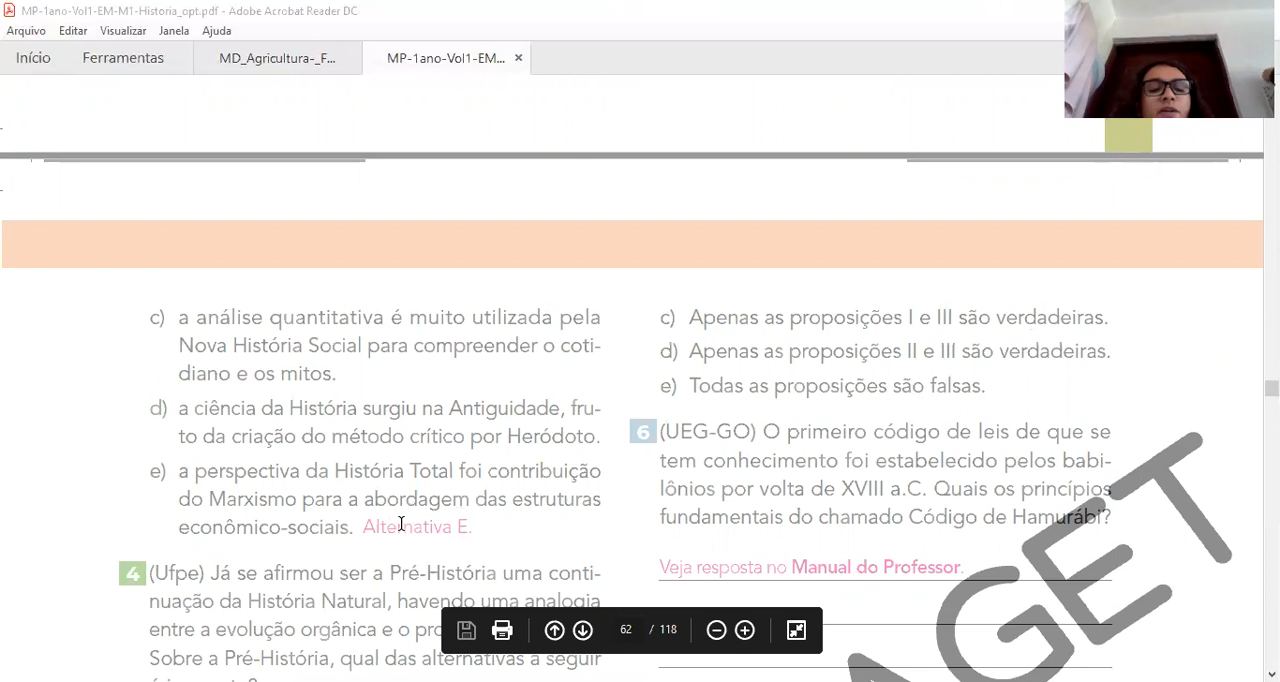 MP-1ano-Vol1-EM-M1-Historia_opt.pdf - Adobe Acrobat Reader DC
Arquivo Editar Visualizar Janela Ajuda
Início Ferramentas MD_Agricultura-_F... MP-1ano-Vol1-EM-... ×
c) a análise quantitativa é muito utilizada pela
Nova História Social para compreender o coti-
diano e os mitos.
d) a ciência da História surgiu na Antiguidade, fru-
to da criação do método crítico por Heródoto.
e) a perspectiva da História Total foi contribuição
do Marxismo para a abordagem das estruturas
econômico-sociais. Alternativa E.
4 (Ufpe) Já se afirmou ser a Pré-História uma conti-
nuação da História Natural, havendo uma analogia
entre a evolução orgânica e o
Sobre a Pré-História, qual das alternativas a seguir
c) Apenas as proposições I e III são verdadeiras.
d) Apenas as proposições II e III são verdadeiras.
e) Todas as proposições são falsas.
6 (UEG-GO) O primeiro código de leis de que se
tem conhecimento foi estabelecido pelos babi-
lônios por volta de XVIII a.C. Quais os princípios
fundamentais do chamado Código de Hamurábi?
Veja resposta no Manual do Professor.
62 / 118